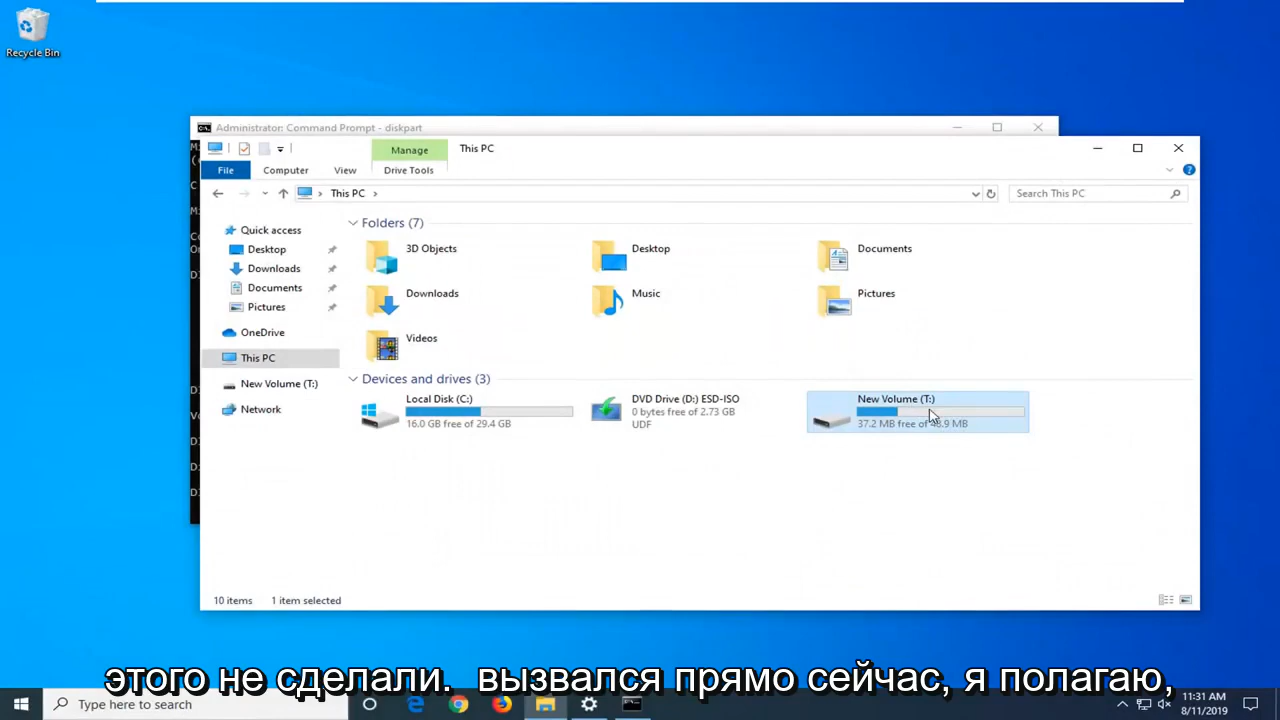 Recycle Bin
Administrator: Command Prompt - diskpart
Manage
This PC
File
Computer
View
Drive Tools
This PC
Search This PC
Quick access
Desktop
Downloads
Documents
Pictures
OneDrive
This PC
New Volume (T:)
Network
Folders (7)
3D Objects
Desktop
Documents
Downloads
Music
Pictures
Videos
Devices and drives (3)
Local Disk (C:)
16.0 GB free of 29.4 GB
DVD Drive (D:) ESD-ISO
0 bytes free of 2.73 GB
UDF
New Volume (T:)
37.2 MB free of MB
10 items
1 item selected
этого не сделали. вызвался прямо сейчас, я полагаю,
Type here to search
11:31 AM
8/11/2019